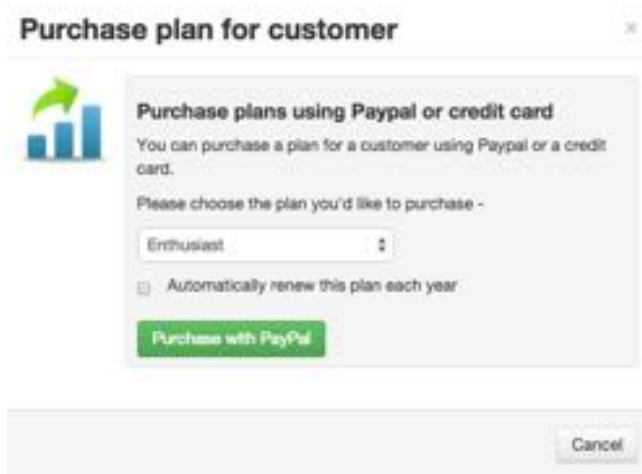 Purchase plan for customer
×
Purchase plans using Paypal or credit card
You can purchase a plan for a customer using Paypal or a credit
card.
Please choose the plan you'd like to purchase -
Enthusiast
Automatically renew this plan each year
Purchase with PayPal
Cancel